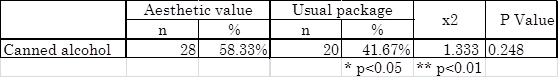 Aesthetic value Usual package x2 P Value
n % n %
Canned alcohol 28 58.33% 20 41.67% 1.333 0.248
* p<0.05 ** p<0.01